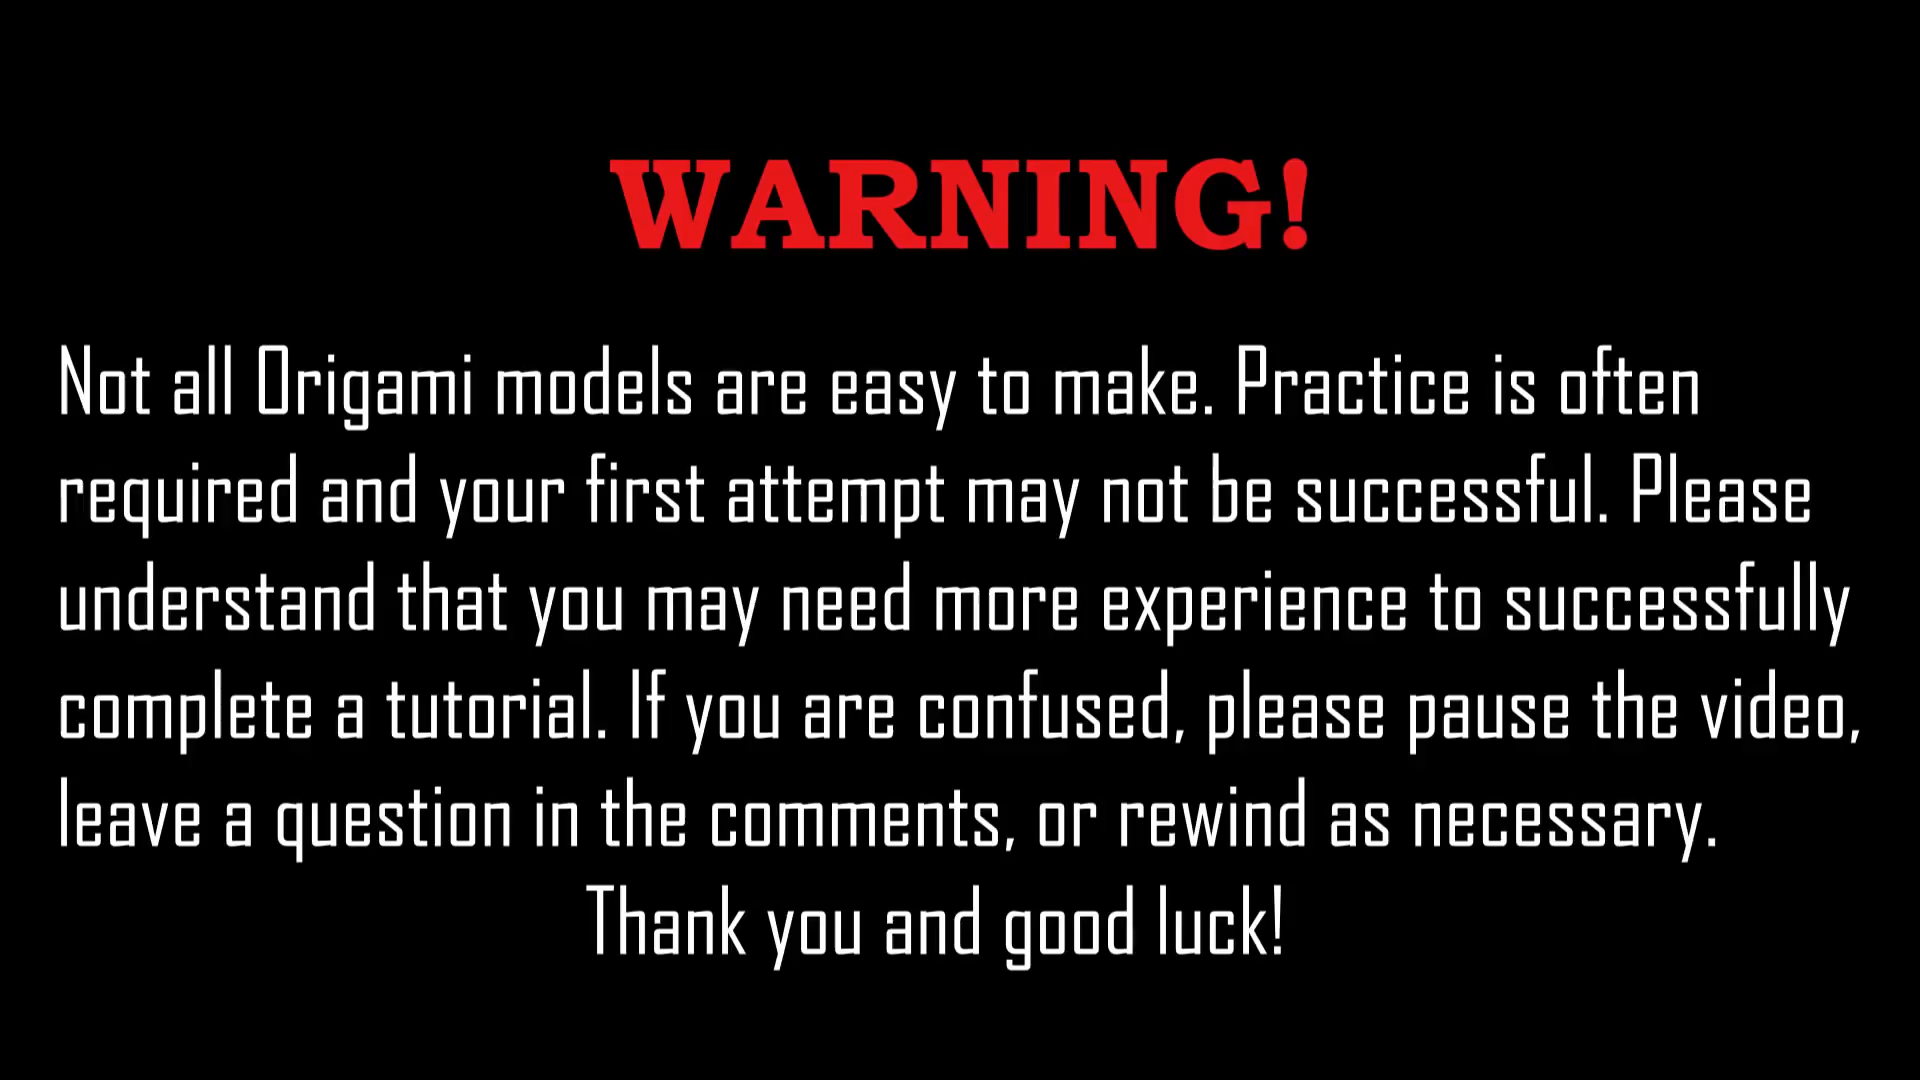 WARNING!
Not all Origami models are easy to make. Practice is often
required and your first attempt may not be successful. Please
understand that you may need more experience to successfully
complete a tutorial. If you are confused, please pause the video,
leave a question in the comments, or rewind as necessary.
Thank you and good luck!